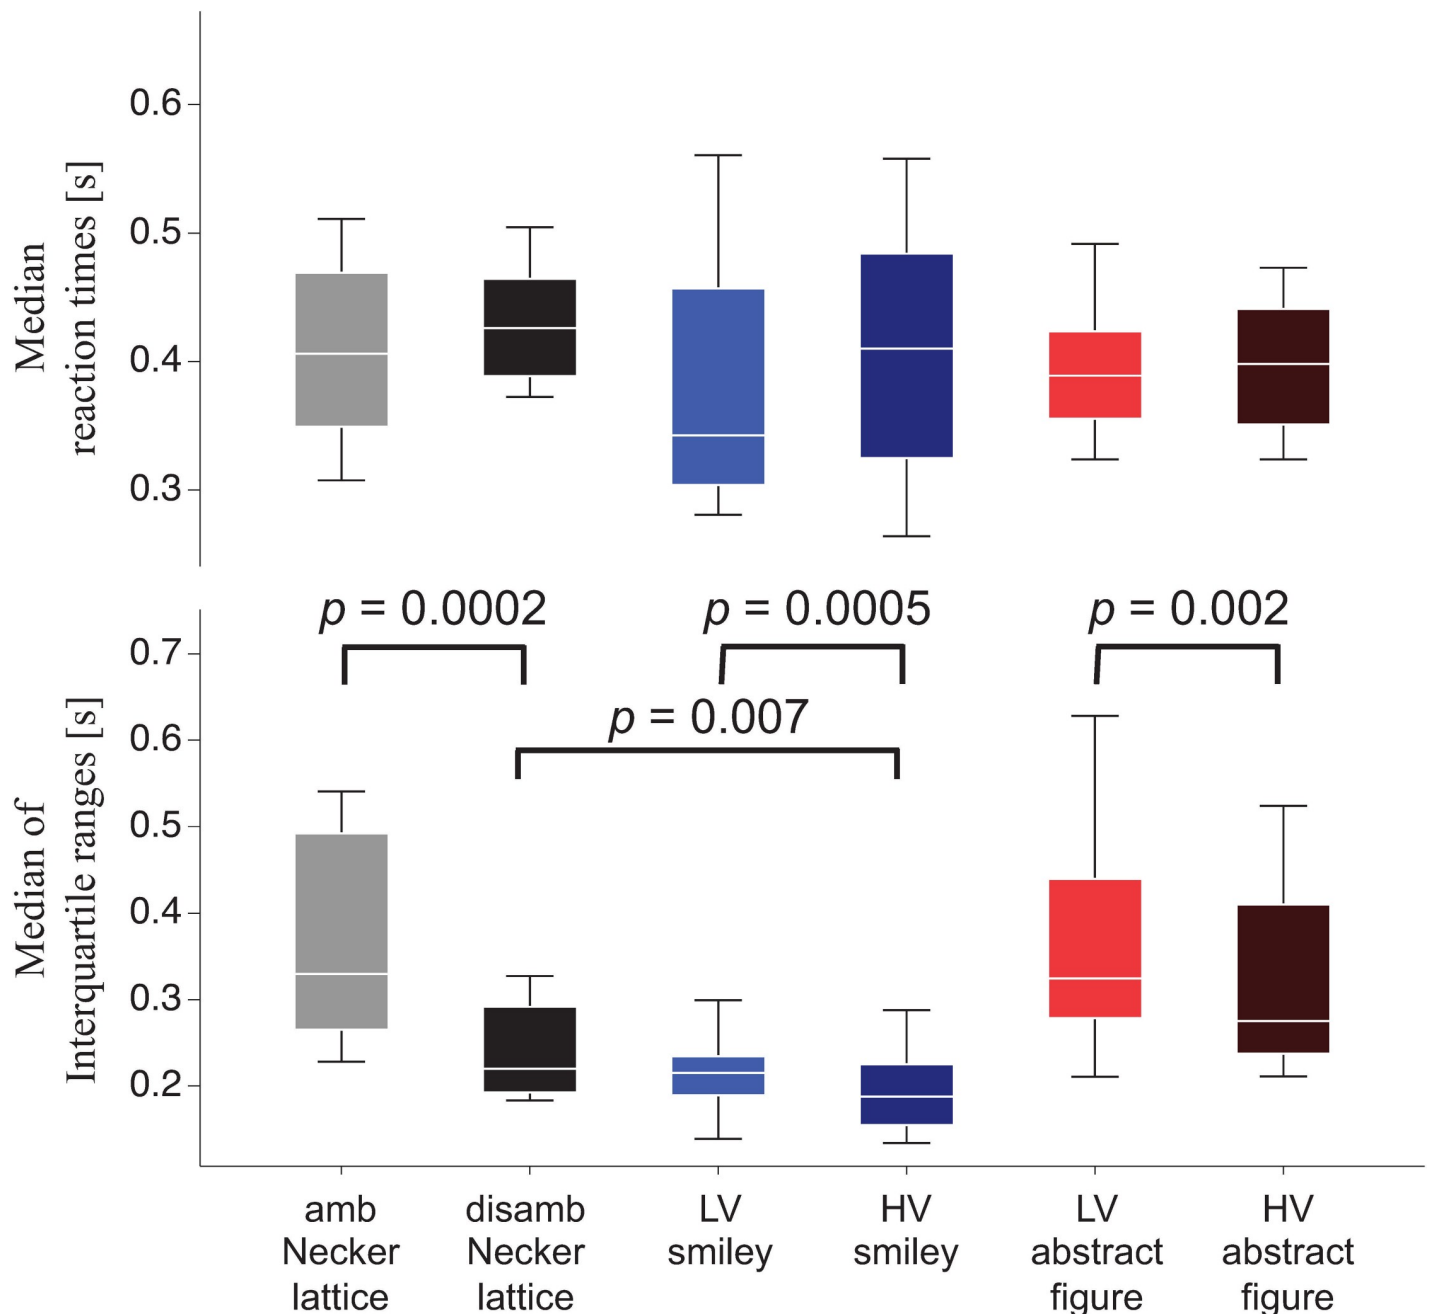 Median
reaction times [s]
0.6
0.5
0.4
0.3
p = 0.0002
p = 0.0005
p = 0.002
p = 0.007
Median of
Interquartile ranges [s]
0.7
0.6
0.5
0.4
0.3
0.2
amb
Necker
lattice
disamb
Necker
lattice
LV
smiley
HV
smiley
LV
abstract
figure
HV
abstract
figure